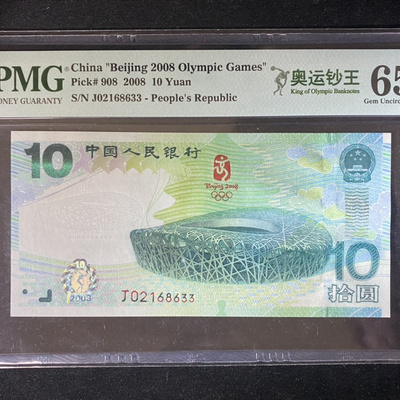 PMG
MONEY GUARANTY
China "Beijing 2008 Olympic Games"
Pick# 908 2008 10 Yuan
S/N J02168633 - People's Republic
奥运钞王
King of Olympic Banknotes
65
Gem Uncirc
10
中国人民银行
Beijing 2008
10
拾圆
10
2008
J02168633